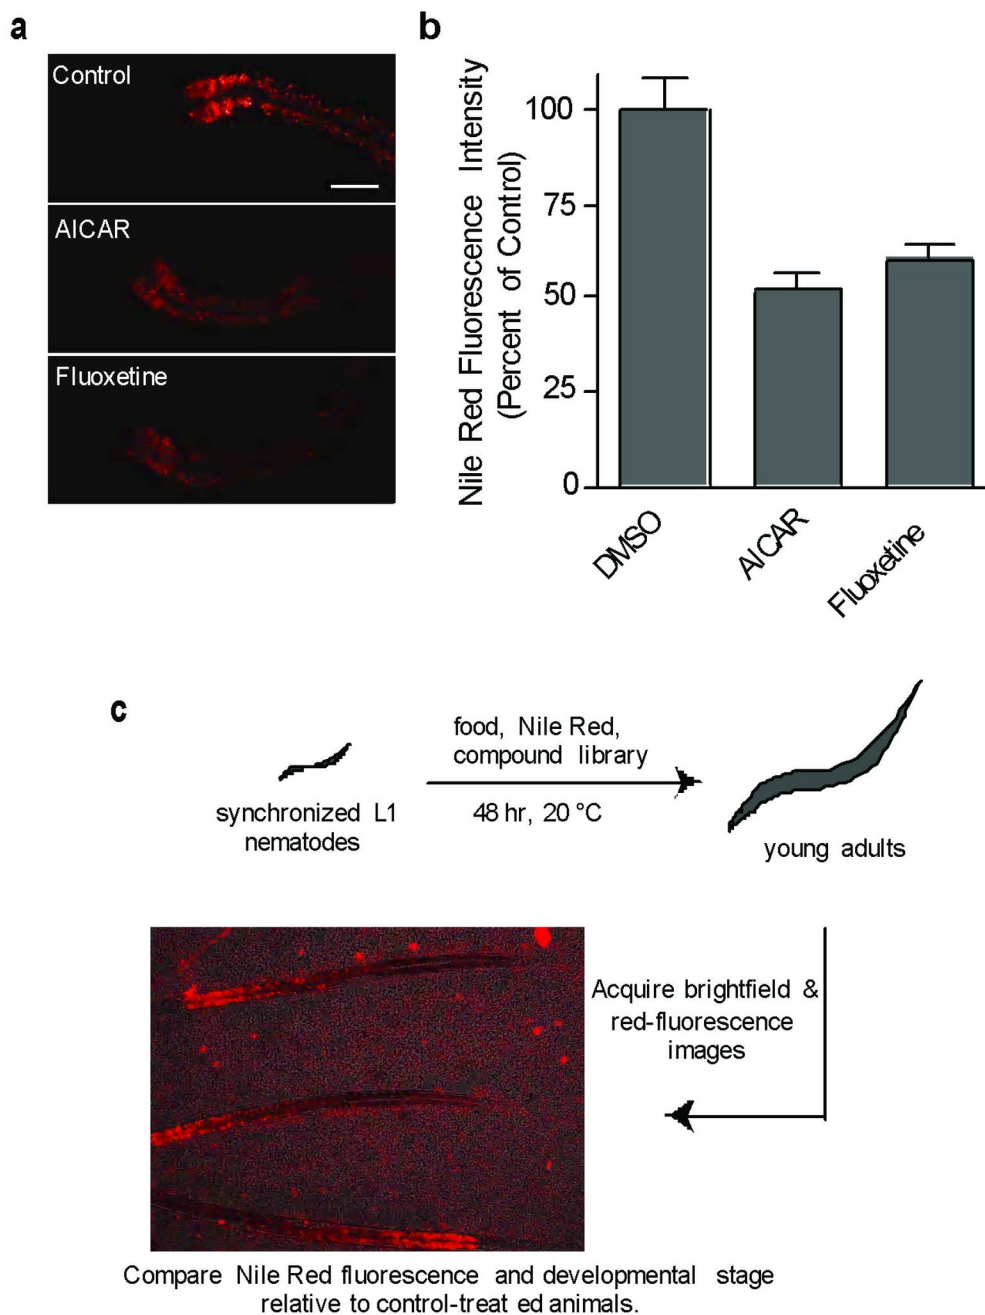 a
Control
AICAR
Fluoxetine
b
Nile Red Fluorescence Intensity
(Percent of Control)
100
75
50
25
0
DMSO
AICAR
Fluoxetine
c
synchronized L1
nematodes
food, Nile Red,
compound library
48 hr, 20 °C
young adults
Acquire brightfield &
red-fluorescence
images
Compare Nile Red fluorescence and developmental stage
relative to control-treat ed animals.